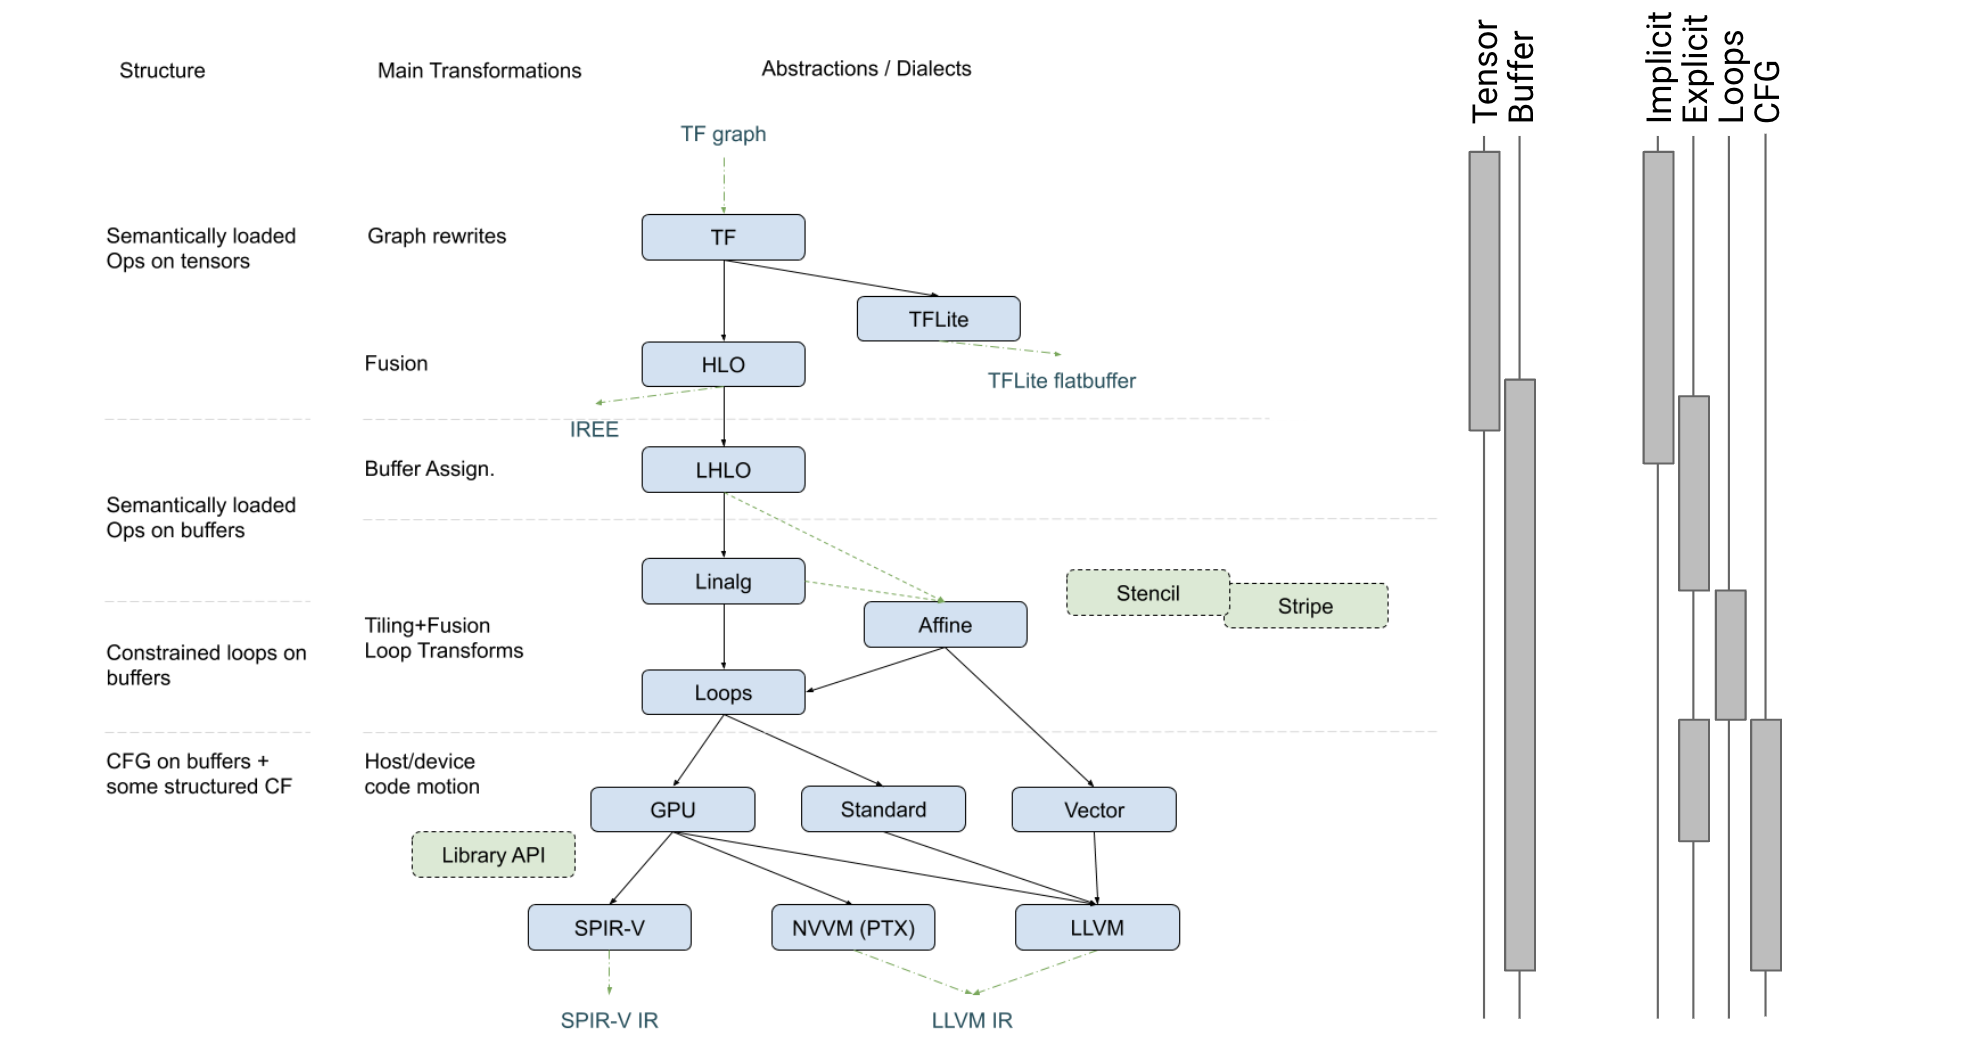 Structure
Main Transformations
Abstractions / Dialects
Tensor
Buffer
Implicit
Explicit
Loops
CFG
TF graph
Semantically loaded
Ops on tensors
Graph rewrites
TF
TFLite
Fusion
HLO
TFLite flatbuffer
IREE
Buffer Assign.
LHLO
Semantically loaded
Ops on buffers
Linalg
Stencil
Stripe
Affine
Tiling+Fusion
Loop Transforms
Constrained loops on
buffers
Loops
CFG on buffers +
some structured CF
Host/device
code motion
GPU
Standard
Vector
Library API
SPIR-V
NVVM (PTX)
LLVM
SPIR-V IR
LLVM IR